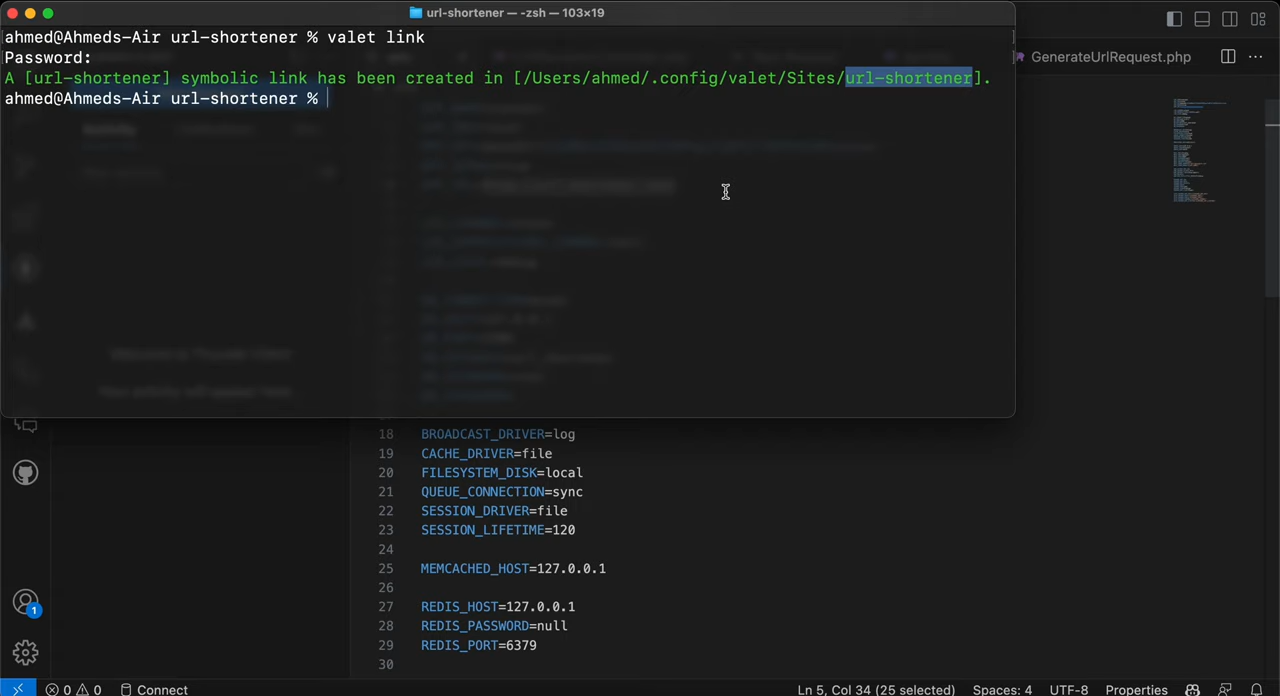 url-shortener — -zsh — 103×19
ahmed@Ahmeds-Air url-shortener % valet link
Password:
A [url-shortener] symbolic link has been created in [/Users/ahmed/.config/valet/Sites/url-shortener].
ahmed@Ahmeds-Air url-shortener %
GenerateUrlRequest.php
18 BROADCAST_DRIVER=log
19 CACHE_DRIVER=file
20 FILESYSTEM_DISK=local
21 QUEUE_CONNECTION=sync
22 SESSION_DRIVER=file
23 SESSION_LIFETIME=120
24
25 MEMCACHED_HOST=127.0.0.1
26
27 REDIS_HOST=127.0.0.1
28 REDIS_PASSWORD=null
29 REDIS_PORT=6379
30
1
0 0 Connect Ln 5, Col 34 (25 selected) Spaces: 4 UTF-8 LF Properties